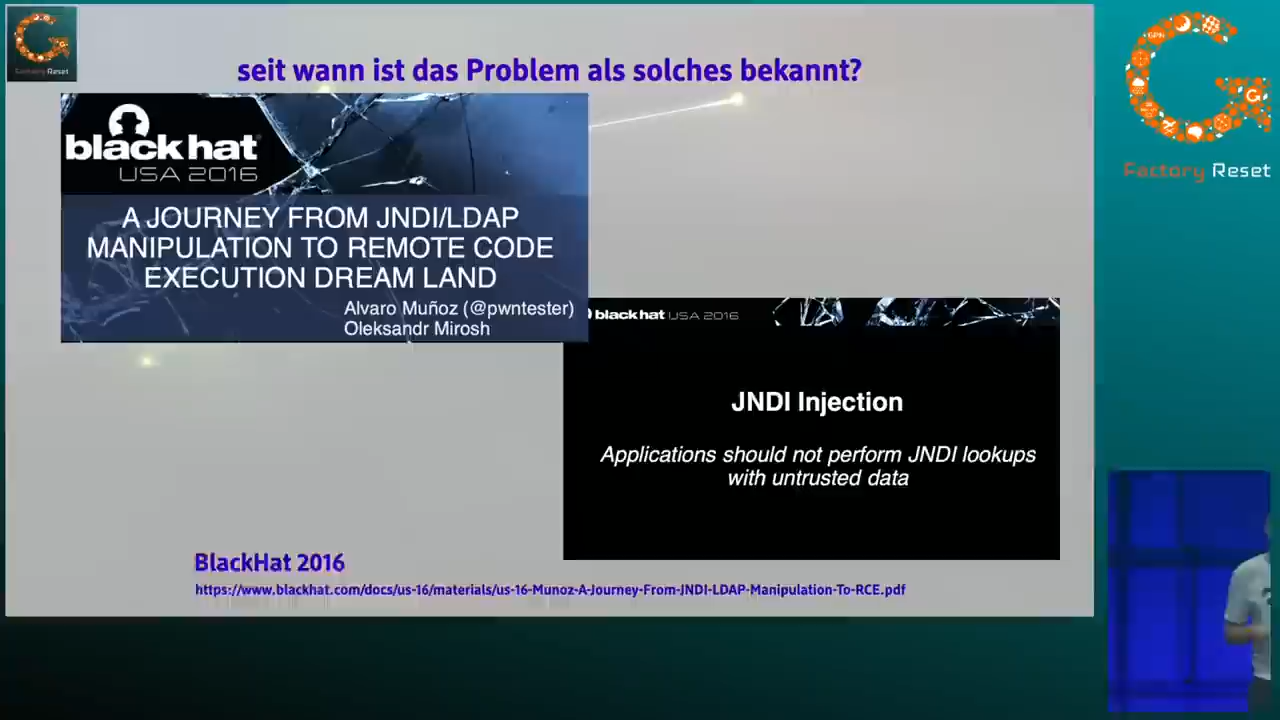 Factory Reset
seit wann ist das Problem als solches bekannt?
black hat
USA 2016
A JOURNEY FROM JNDI/LDAP
MANIPULATION TO REMOTE CODE
EXECUTION DREAM LAND
Alvaro Muñoz (@pwntester)
Oleksandr Mirosh
black hat USA 2016
JNDI Injection
Applications should not perform JNDI lookups
with untrusted data
BlackHat 2016
https://www.blackhat.com/docs/us-16/materials/us-16-Munoz-A-Journey-From-JNDI-LDAP-Manipulation-To-RCE.pdf
GPN
Factory Reset